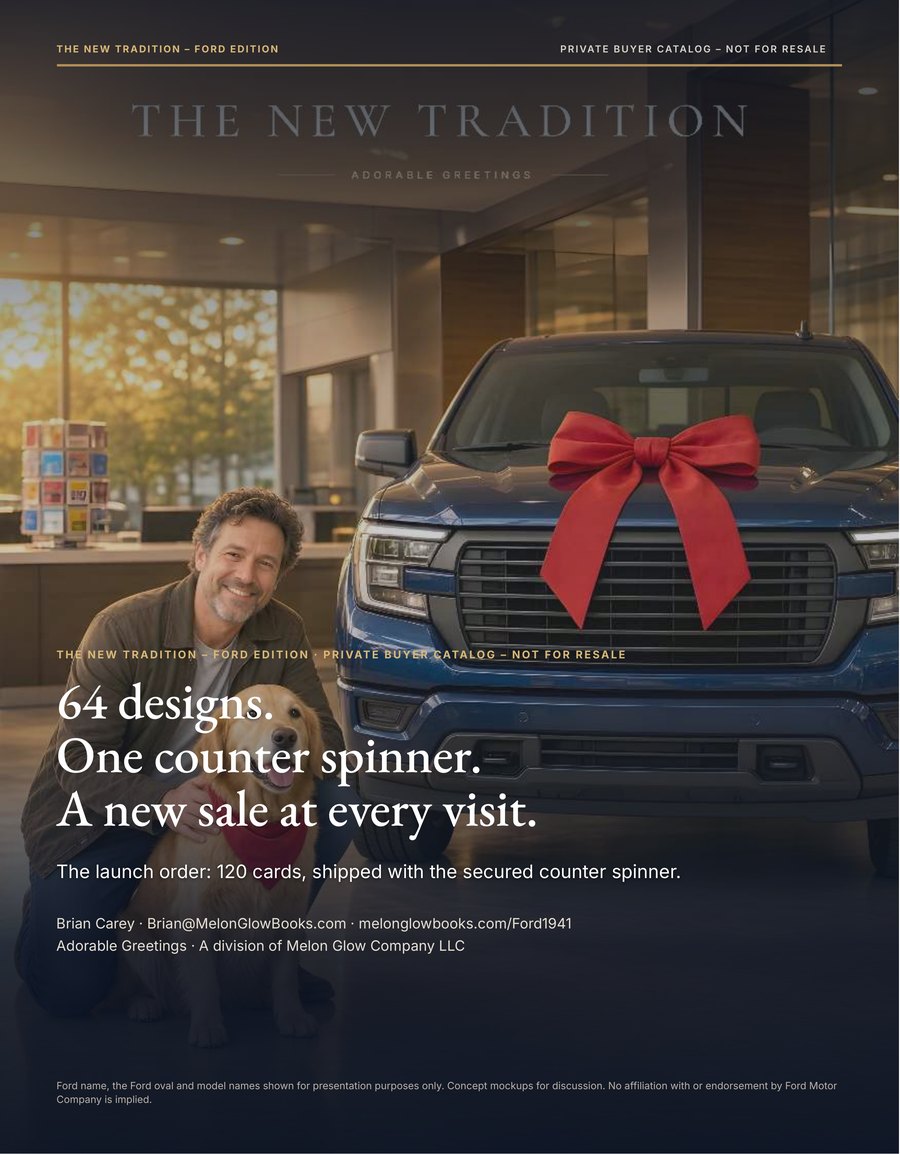 THE NEW TRADITION – FORD EDITION
PRIVATE BUYER CATALOG – NOT FOR RESALE
THE NEW TRADITION
ADORABLE GREETINGS
THE NEW TRADITION – FORD EDITION · PRIVATE BUYER CATALOG – NOT FOR RESALE
64 designs.
One counter spinner.
A new sale at every visit.
The launch order: 120 cards, shipped with the secured counter spinner.
Brian Carey · Brian@MelonGlowBooks.com · melonglowbooks.com/Ford1941
Adorable Greetings · A division of Melon Glow Company LLC
Ford name, the Ford oval and model names shown for presentation purposes only. Concept mockups for discussion. No affiliation with or endorsement by Ford Motor
Company is implied.